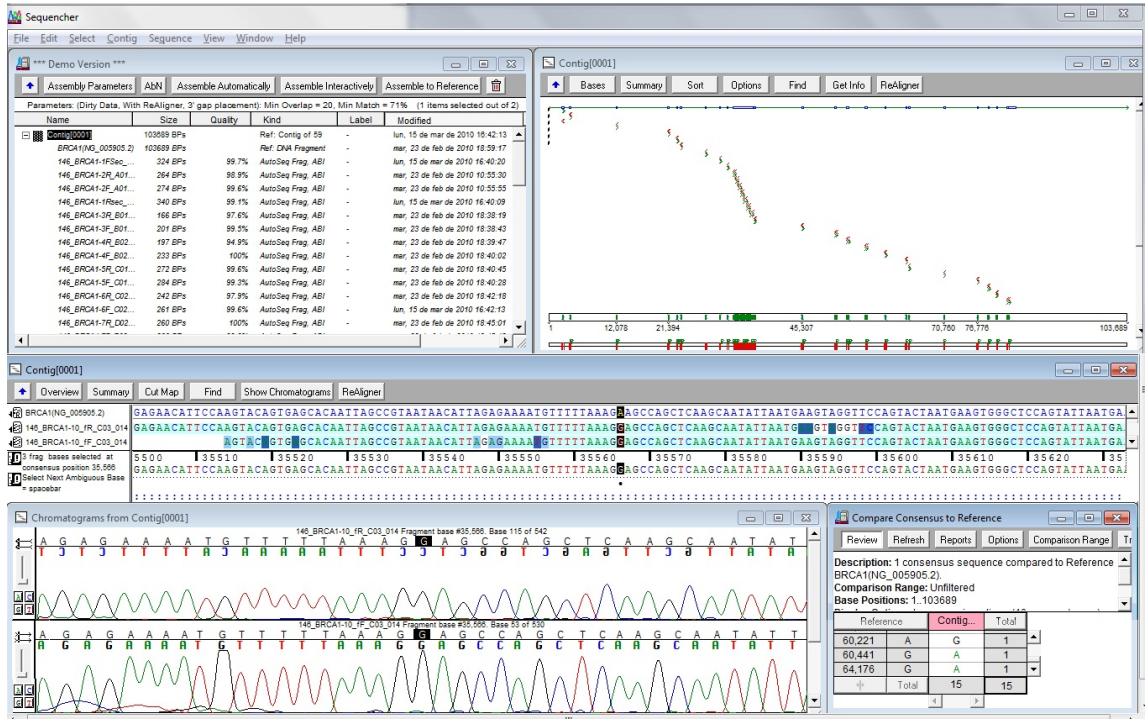 Sequencher
File Edit Select Contig Sequence View Window Help
*** Demo Version ***
Assembly Parameters AbN Assemble Automatically Assemble Interactively Assemble to Reference
Parameters: (Dirty Data, With ReAligner, 3' gap placement): Min Overlap = 20, Min Match = 71% (1 items selected out of 2)
Name Size Quality Kind Label Modified
Contig[0001] 103689 BPs Ref: Contig of 59 - lun, 15 de mar de 2010 16:42:13
BRCA1(NG_005905.2) 103689 BPs Ref: DNA Fragment - mar, 23 de feb de 2010 18:59:17
146_BRCA1-1FSec_... 324 BPs 99.7% AutoSeq Frag, ABI - lun, 15 de mar de 2010 16:40:20
146_BRCA1-2R_A01... 264 BPs 98.9% AutoSeq Frag, ABI - mar, 23 de feb de 2010 10:55:30
146_BRCA1-2F_A01... 274 BPs 99.6% AutoSeq Frag, ABI - mar, 23 de feb de 2010 10:55:55
146_BRCA1-1Rsec_... 340 BPs 99.1% AutoSeq Frag, ABI - lun, 15 de mar de 2010 16:40:09
146_BRCA1-3R_B01... 166 BPs 97.6% AutoSeq Frag, ABI - mar, 23 de feb de 2010 18:38:19
146_BRCA1-3F_B01... 201 BPs 99.5% AutoSeq Frag, ABI - mar, 23 de feb de 2010 18:38:43
146_BRCA1-4R_B02... 197 BPs 94.9% AutoSeq Frag, ABI - mar, 23 de feb de 2010 18:39:47
146_BRCA1-4F_B02... 233 BPs 100% AutoSeq Frag, ABI - mar, 23 de feb de 2010 18:40:02
146_BRCA1-5R_C01... 272 BPs 99.6% AutoSeq Frag, ABI - mar, 23 de feb de 2010 18:40:45
146_BRCA1-5F_C01... 284 BPs 99.3% AutoSeq Frag, ABI - mar, 23 de feb de 2010 18:40:28
146_BRCA1-6R_C02... 242 BPs 97.9% AutoSeq Frag, ABI - mar, 23 de feb de 2010 18:42:18
146_BRCA1-6F_C02... 261 BPs 99.6% AutoSeq Frag, ABI - lun, 15 de mar de 2010 16:42:13
146_BRCA1-7R_D02... 260 BPs 100% AutoSeq Frag, ABI - mar, 23 de feb de 2010 18:45:01
Contig[0001]
Bases Summary Sort Options Find Get Info ReAligner
1 12,078 21,394 45,307 70,760 76,776 103,689
Contig[0001]
Overview Summary Cut Map Find Show Chromatograms ReAligner
BRCA1(NG_005905.2) GAGAACATTCCAAGTACAGTGAGCACAATTAGCCGTAATAACATTAGAGAAAATGTTTTTAAAGAAGCCAGCTCAAGCAATATTAATGAAGTAGGTTCCAGTACTAATGAAGTGGGCTCCAGTATTAATGA
146_BRCA1-10_fR_C03_014 GAGAACATTCCAAGTACAGTGAGCACAATTAGCCGTAATAACATTAGAGAAAATGTTTTTAAAGGAGCCAGCTCAAGCAATATTAATGAAGTAGGTTCCAGTACTAATGAAGTGGGCTCCAGTATTAATGA
146_BRCA1-10_fF_C03_014 AGTACAGTGAGCACAATTAGCCGTAATAACATTAGAGAAAATGTTTTTAAAGGAGCCAGCTCAAGCAATATTAATGAAGTAGGTTCCAGTACTAATGAAGTGGGCTCCAGTATTAATGA
3 frag bases selected at consensus position 35,566
5500 35510 35520 35530 35540 35550 35560 35570 35580 35590 35600 35610 35620 35
GAGAACATTCCAAGTACAGTGAGCACAATTAGCCGTAATAACATTAGAGAAAATGTTTTTAAAGGAGCCAGCTCAAGCAATATTAATGAAGTAGGTTCCAGTACTAATGAAGTGGGCTCCAGTATTAATGA
Select Next Ambiguous Base = spacebar
Chromatograms from Contig[0001]
146_BRCA1-10_fR_C03_014 Fragment base #35,566. Base 115 of 542
A G A G A A A A T G T T T T T A A A G G A G C C A G C T C A A G C A A T A T
A C
G T
146_BRCA1-10_fF_C03_014 Fragment base #35,566. Base 53 of 530
A G A G A A A A T G T T T T T A A A G G A G C C A G C T C A A G C A A T A T T
A G A G A A A A T G T T T T T A A A G G A G C C A G C T C A A G C A A T A T T
A C
G T
Compare Consensus to Reference
Review Refresh Reports Options Comparison Range
Description: 1 consensus sequence compared to Reference
BRCA1(NG_005905.2).
Comparison Range: Unfiltered
Base Positions: 1..103689
Reference Contig... Total
60,221 A G 1
60,441 G A 1
64,176 G A 1
Total 15 15